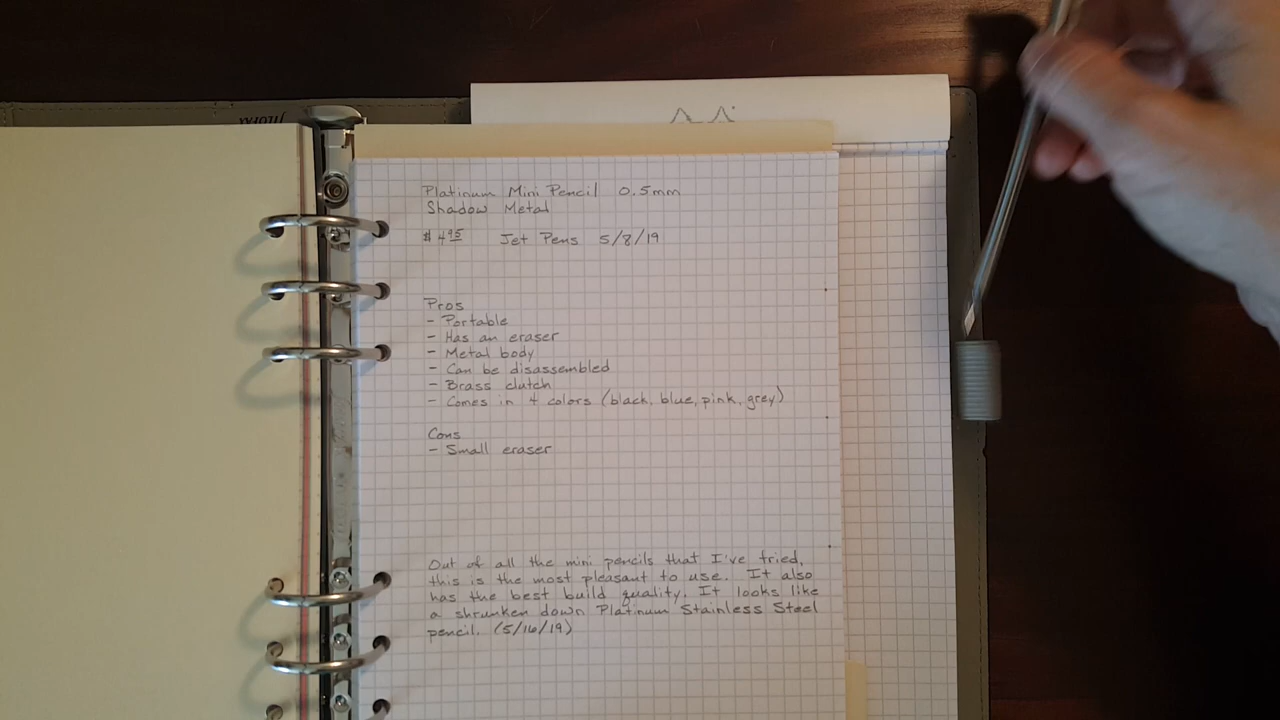 Platinum Mini Pencil 0.5mm
Shadow Metal
$4.95 Jet Pens 5/8/19
Pros
- Portable
- Has an eraser
- Metal body
- Can be disassembled
- Brass clutch
- Comes in 4 colors (black, blue, pink, grey)
Cons
- Small eraser
Out of all the mini pencils that I've tried,
this is the most pleasant to use. It also
has the best build quality. It looks like
a shrunken down Platinum Stainless Steel
pencil. (5/16/19)